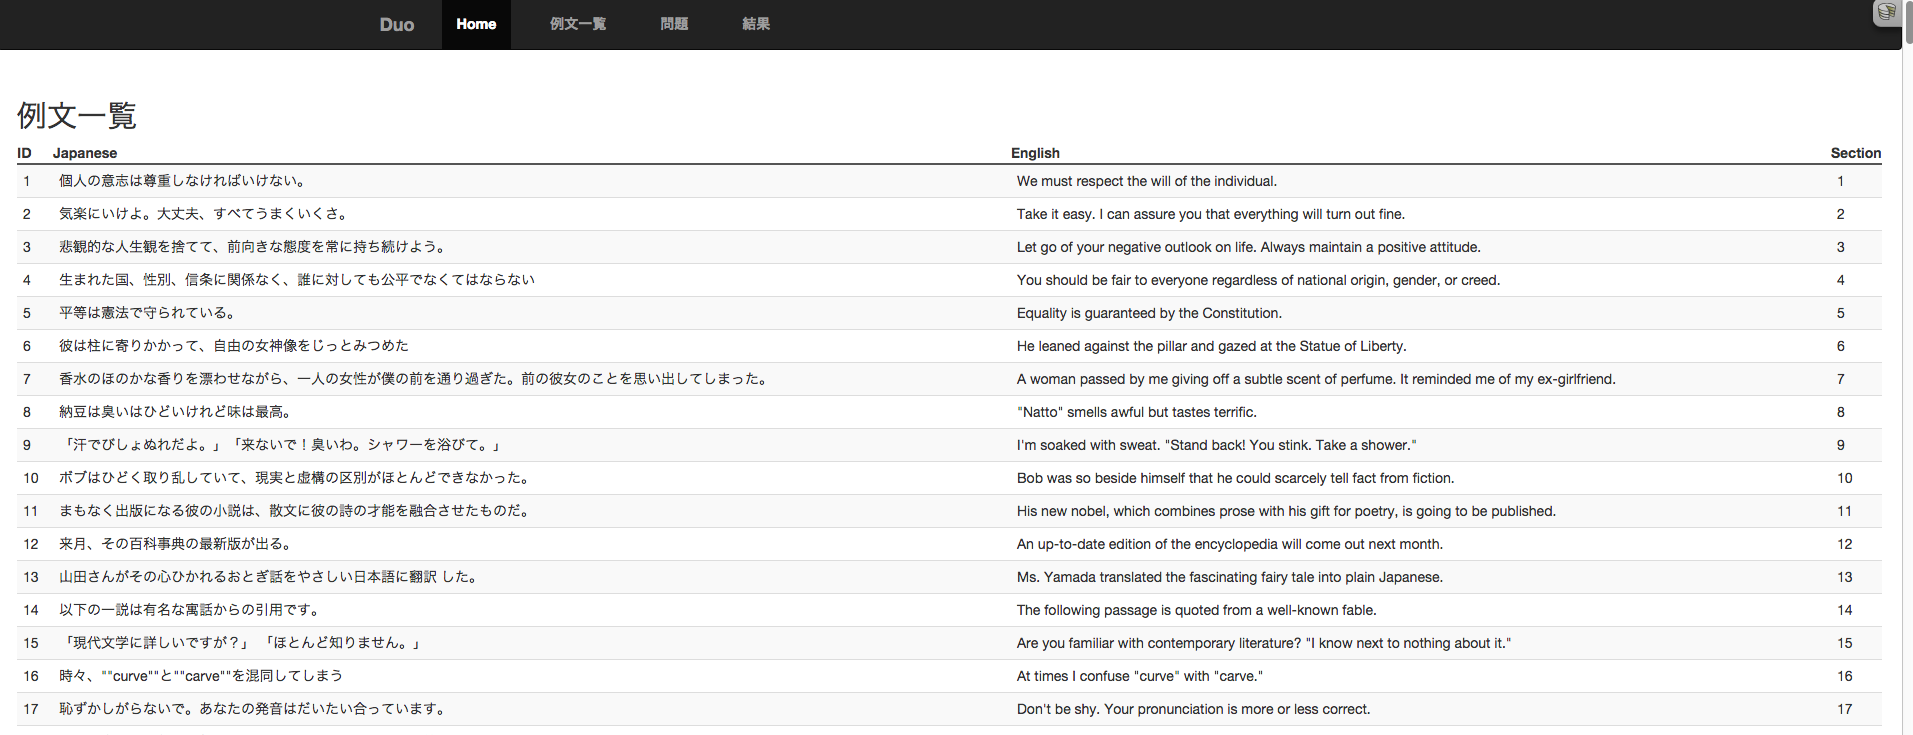 Duo Home 例文一覧 問題 結果
例文一覧
ID Japanese English Section
1 個人の意志は尊重しなければいけない。 We must respect the will of the individual. 1
2 気楽にいけよ。大丈夫、すべてうまくいくさ。 Take it easy. I can assure you that everything will turn out fine. 2
3 悲観的な人生観を捨てて、前向きな態度を常に持ち続けよう。 Let go of your negative outlook on life. Always maintain a positive attitude. 3
4 生まれた国、性別、信条に関係なく、誰に対しても公平でなくてはならない You should be fair to everyone regardless of national origin, gender, or creed. 4
5 平等は憲法で守られている。 Equality is guaranteed by the Constitution. 5
6 彼は柱に寄りかかって、自由の女神像をじっとみつめた He leaned against the pillar and gazed at the Statue of Liberty. 6
7 香水のほのかな香りを漂わせながら、一人の女性が僕の前を通り過ぎた。前の彼女のことを思い出してしまった。 A woman passed by me giving off a subtle scent of perfume. It reminded me of my ex-girlfriend. 7
8 納豆は臭いはひどいけれど味は最高。 "Natto" smells awful but tastes terrific. 8
9 「汗でびしょぬれだよ。」「来ないで！臭いわ。シャワーを浴びて。」 I'm soaked with sweat. "Stand back! You stink. Take a shower." 9
10 ボブはひどく取り乱していて、現実と虚構の区別がほとんどできなかった。 Bob was so beside himself that he could scarcely tell fact from fiction. 10
11 まもなく出版になる彼の小説は、散文に彼の詩の才能を融合させたものだ。 His new nobel, which combines prose with his gift for poetry, is going to be published. 11
12 来月、その百科事典の最新版が出る。 An up-to-date edition of the encyclopedia will come out next month. 12
13 山田さんがその心ひかれるおとぎ話をやさしい日本語に翻訳 した。 Ms. Yamada translated the fascinating fairy tale into plain Japanese. 13
14 以下の一説は有名な寓話からの引用です。 The following passage is quoted from a well-known fable. 14
15 「現代文学に詳しいですが？」 「ほとんど知りません。」 Are you familiar with contemporary literature? "I know next to nothing about it." 15
16 時々、""curve""と""carve""を混同してしまう At times I confuse "curve" with "carve." 16
17 恥ずかしがらないで。あなたの発音はだいたい合っています。 Don't be shy. Your pronunciation is more or less correct. 17